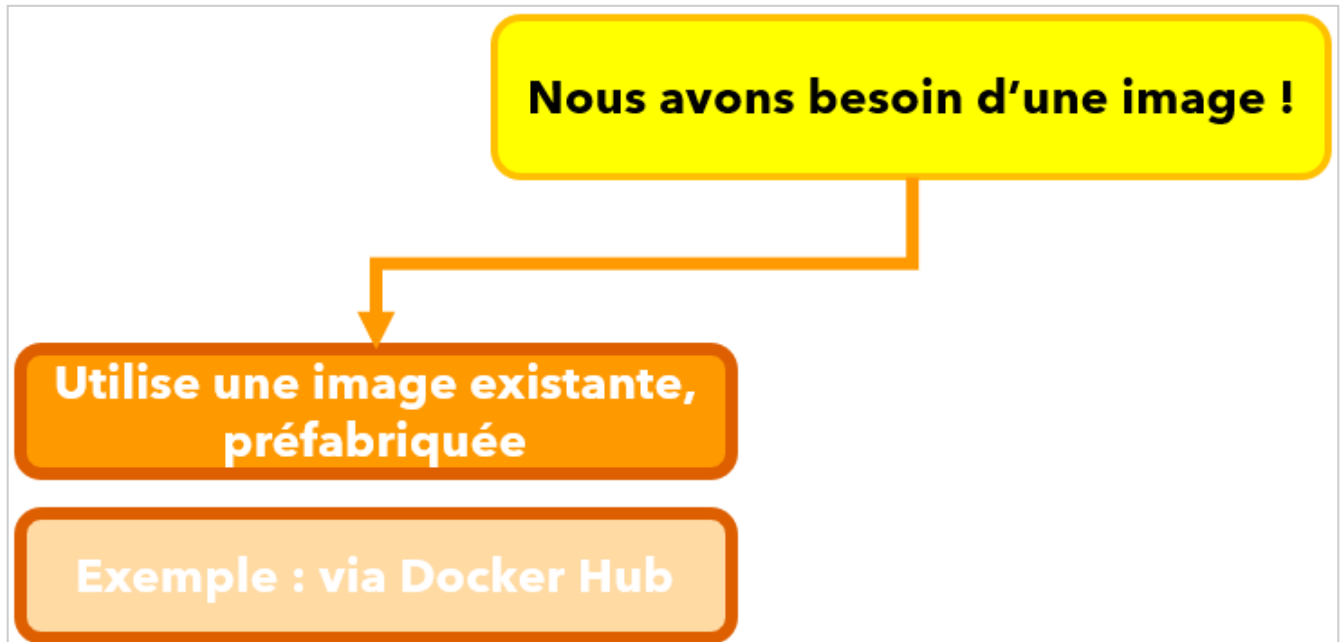 Nous avons besoin d’une image !
Utilise une image existante,
préfabriquée
Exemple : via Docker Hub